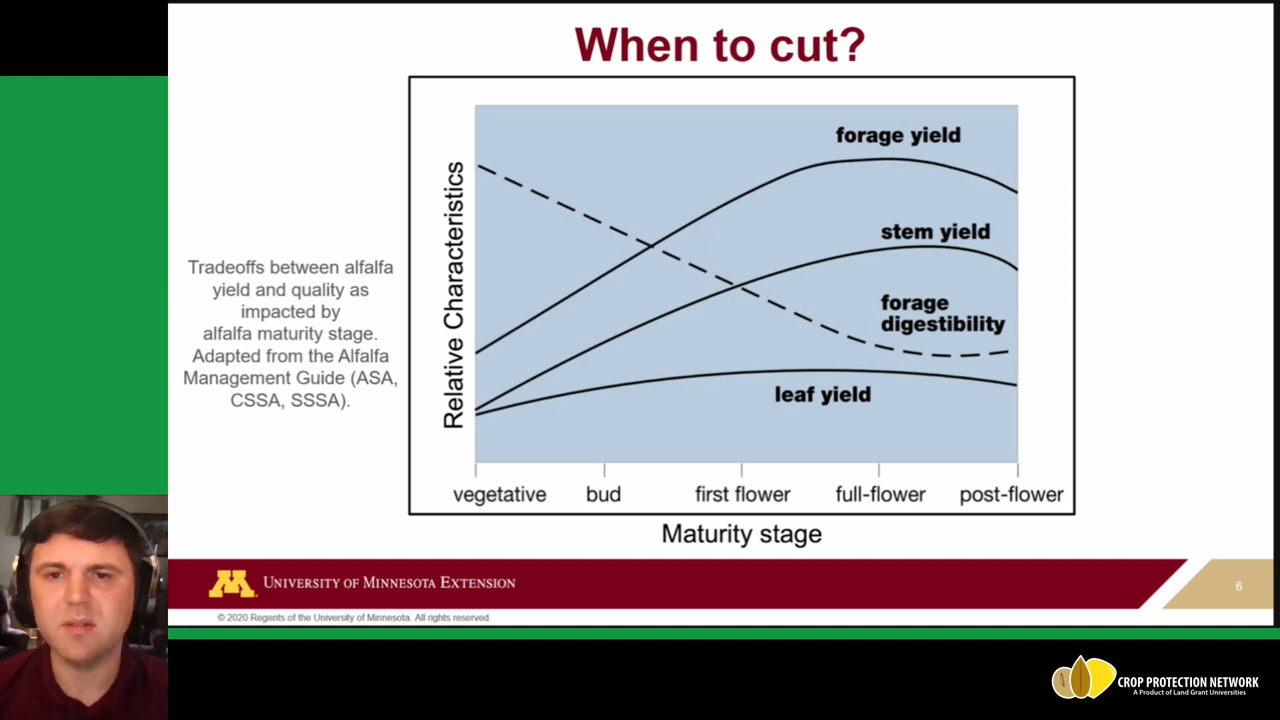 When to cut?
forage yield
stem yield
forage
digestibility
leaf yield
Relative Characteristics
vegetative bud first flower full-flower post-flower
Maturity stage
Tradeoffs between alfalfa
yield and quality as
impacted by
alfalfa maturity stage.
Adapted from the Alfalfa
Management Guide (ASA,
CSSA, SSSA).
M
UNIVERSITY OF MINNESOTA EXTENSION
6
© 2020 Regents of the University of Minnesota. All rights reserved.
CROP PROTECTION NETWORK
A Product of Land Grant Universities